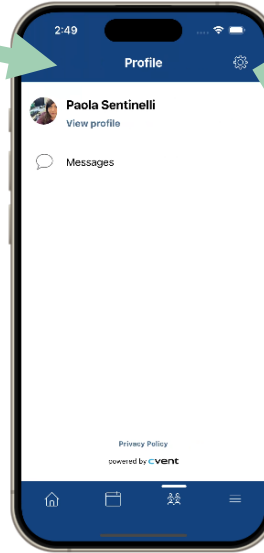 2:49
Profile
Paola Sentinelli
View profile
Messages
Privacy Policy
powered by cvent